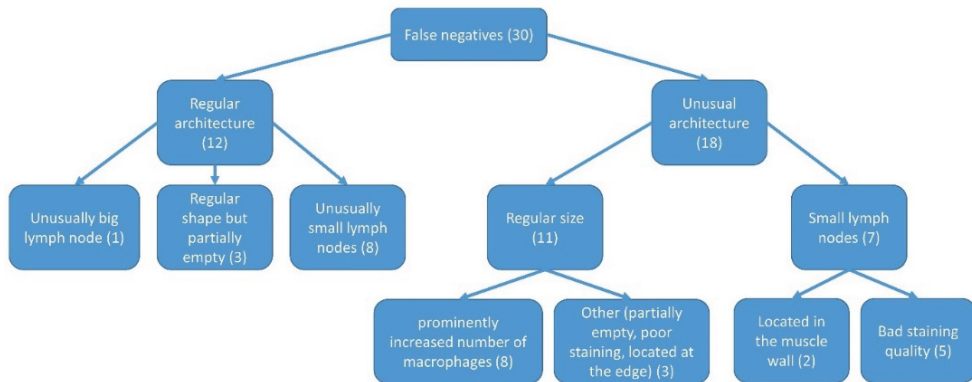 False negatives (30)
Regular
architecture
(12)
Unusual
architecture
(18)
Unusually big
lymph node (1)
Regular
shape but
partially
empty (3)
Unusually
small lymph
nodes (8)
Regular size
(11)
Small lymph
nodes (7)
prominently
increased number of
macrophages (8)
Other (partially
empty, poor
staining, located at
the edge) (3)
Located in
the muscle
wall (2)
Bad staining
quality (5)